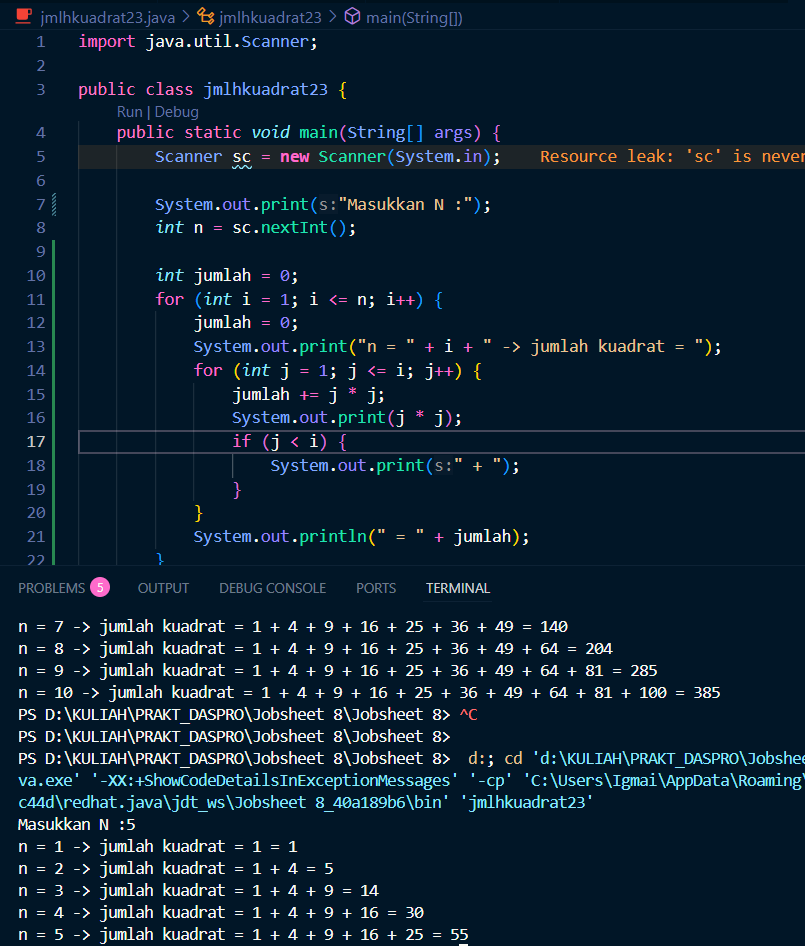 jmlhkuadrat23.java > jmlhkuadrat23 > main(String[])
1 import java.util.Scanner;
2
3 public class jmlhkuadrat23 {
Run | Debug
4 public static void main(String[] args) {
5 Scanner sc = new Scanner(System.in); Resource leak: 'sc' is never
6
7 System.out.print(s:"Masukkan N :");
8 int n = sc.nextInt();
9
10 int jumlah = 0;
11 for (int i = 1; i <= n; i++) {
12 jumlah = 0;
13 System.out.print("n = " + i + " -> jumlah kuadrat = ");
14 for (int j = 1; j <= i; j++) {
15 jumlah += j * j;
16 System.out.print(j * j);
17 if (j < i) {
18 System.out.print(s:" + ");
19 }
20 }
21 System.out.println(" = " + jumlah);
22 }
PROBLEMS 5 OUTPUT DEBUG CONSOLE PORTS TERMINAL
n = 7 -> jumlah kuadrat = 1 + 4 + 9 + 16 + 25 + 36 + 49 = 140
n = 8 -> jumlah kuadrat = 1 + 4 + 9 + 16 + 25 + 36 + 49 + 64 = 204
n = 9 -> jumlah kuadrat = 1 + 4 + 9 + 16 + 25 + 36 + 49 + 64 + 81 = 285
n = 10 -> jumlah kuadrat = 1 + 4 + 9 + 16 + 25 + 36 + 49 + 64 + 81 + 100 = 385
PS D:\KULIAH\PRAKT_DASPRO\Jobsheet 8\Jobsheet 8> ^C
PS D:\KULIAH\PRAKT_DASPRO\Jobsheet 8\Jobsheet 8>
PS D:\KULIAH\PRAKT_DASPRO\Jobsheet 8\Jobsheet 8> d:; cd 'd:\KULIAH\PRAKT_DASPRO\Jobshee
va.exe' '-XX:+ShowCodeDetailsInExceptionMessages' '-cp' 'C:\Users\Igmai\AppData\Roaming\
c44d\redhat.java\jdt_ws\Jobsheet 8_40a189b6\bin' 'jmlhkuadrat23'
Masukkan N :5
n = 1 -> jumlah kuadrat = 1 = 1
n = 2 -> jumlah kuadrat = 1 + 4 = 5
n = 3 -> jumlah kuadrat = 1 + 4 + 9 = 14
n = 4 -> jumlah kuadrat = 1 + 4 + 9 + 16 = 30
n = 5 -> jumlah kuadrat = 1 + 4 + 9 + 16 + 25 = 55